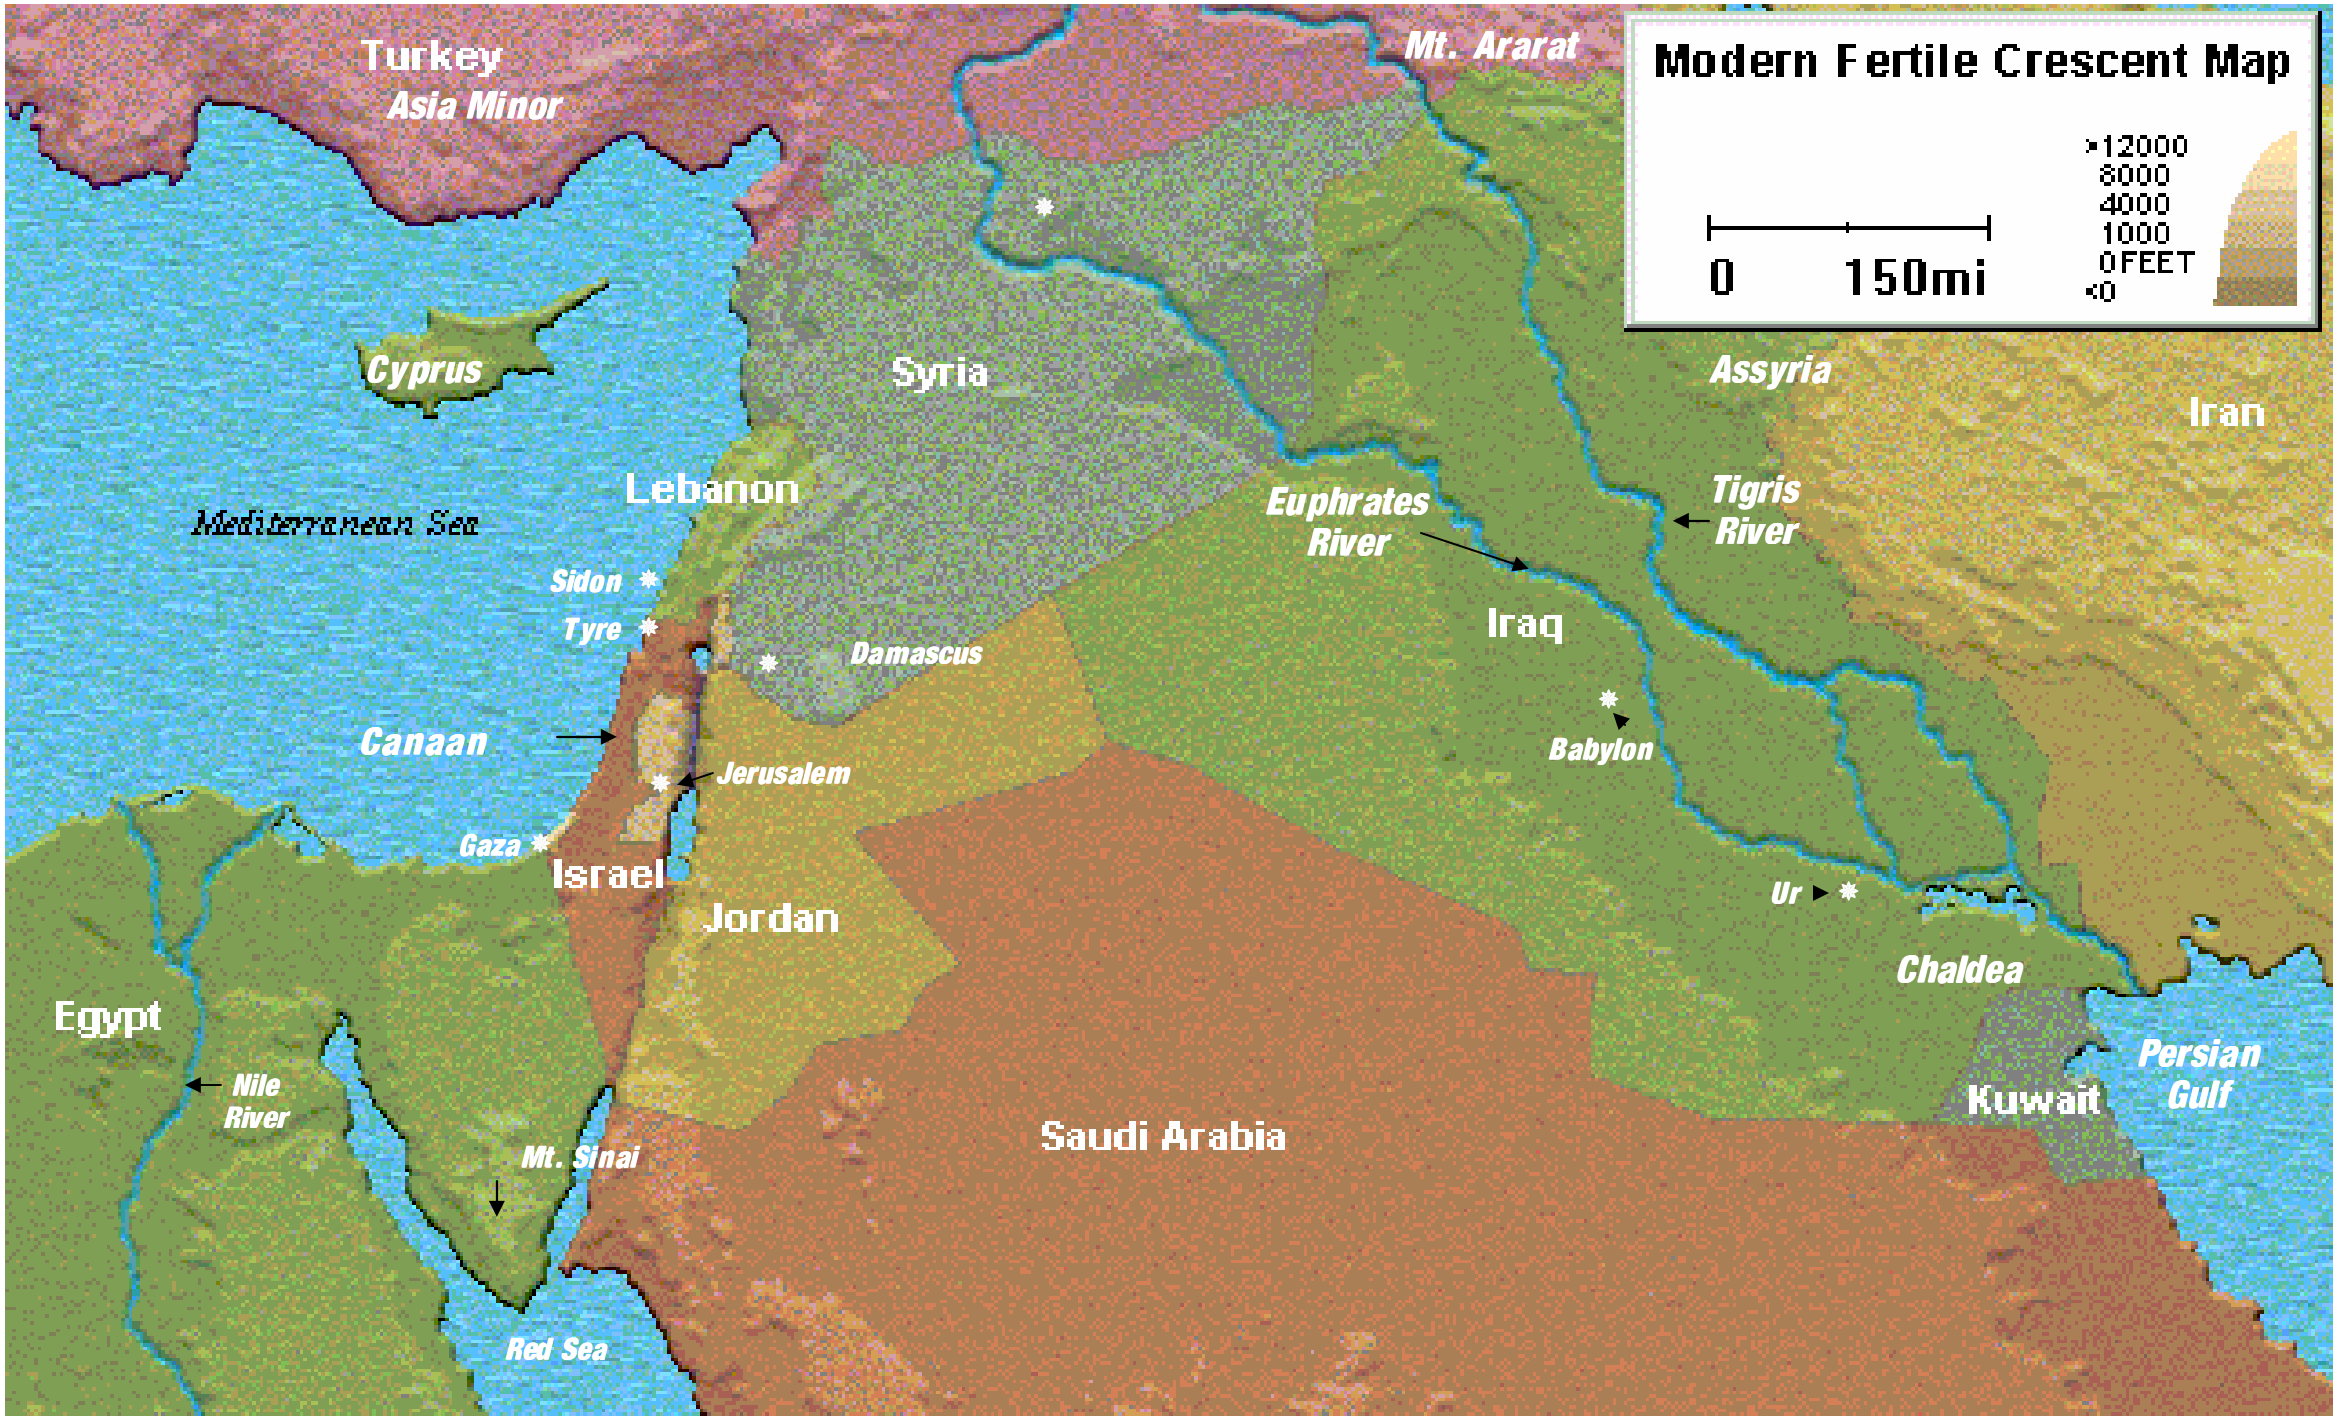 Turkey
Asia Minor
Mt. Ararat
Modern Fertile Crescent Map
>12000
8000
4000
1000
0 FEET
<0
0 150mi
Cyprus
Syria
Assyria
Iran
Lebanon
Mediterranean Sea
Euphrates
River
Tigris
River
Sidon
Tyre
Iraq
Damascus
Canaan
Jerusalem
Babylon
Gaza
Israel
Jordan
Ur
Chaldea
Egypt
Nile
River
Persian
Gulf
Kuwait
Mt. Sinai
Saudi Arabia
Red Sea